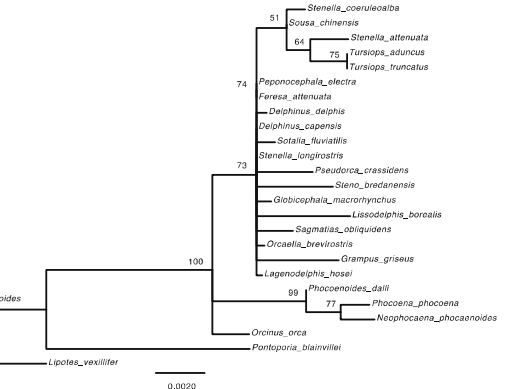 Stenella_coeruleoalba
51
Sousa_chinensis
64
Stenella_attenuata
75
Tursiops_aduncus
Tursiops_truncatus
74
Peponocephala_electra
Feresa_attenuata
Delphinus_delphis
Delphinus_capensis
Sotalia_fluviatilis
Stenella_longirostris
73
Pseudorca_crassidens
Steno_bredanensis
Globicephala_macrorhynchus
Lissodelphis_borealis
Sagmatias_obliquidens
Orcaella_brevirostris
100
Grampus_griseus
Lagenodelphis_hosei
99
Phocoenoides_dalli
oides
77
Phocoena_phocoena
Neophocaena_phocaenoides
Orcinus_orca
Pontoporia_blainvillei
Lipotes_vexillifer
0.0020